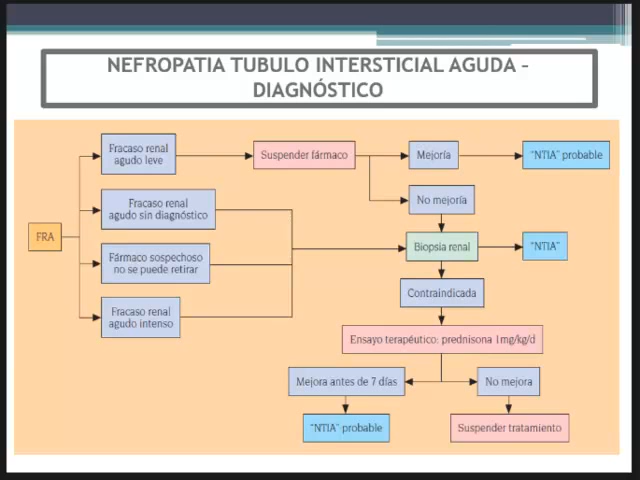 NEFROPATIA TUBULO INTERSTICIAL AGUDA –
DIAGNÓSTICO
Fracaso renal
agudo leve
Suspender fármaco
Mejoría
“NTIA” probable
No mejoría
Fracaso renal
agudo sin diagnóstico
FRA
Biopsia renal
“NTIA”
Fármaco sospechoso
no se puede retirar
Contraindicada
Fracaso renal
agudo intenso
Ensayo terapéutico: prednisona 1mg/kg/d
Mejora antes de 7 días
No mejora
“NTIA” probable
Suspender tratamiento